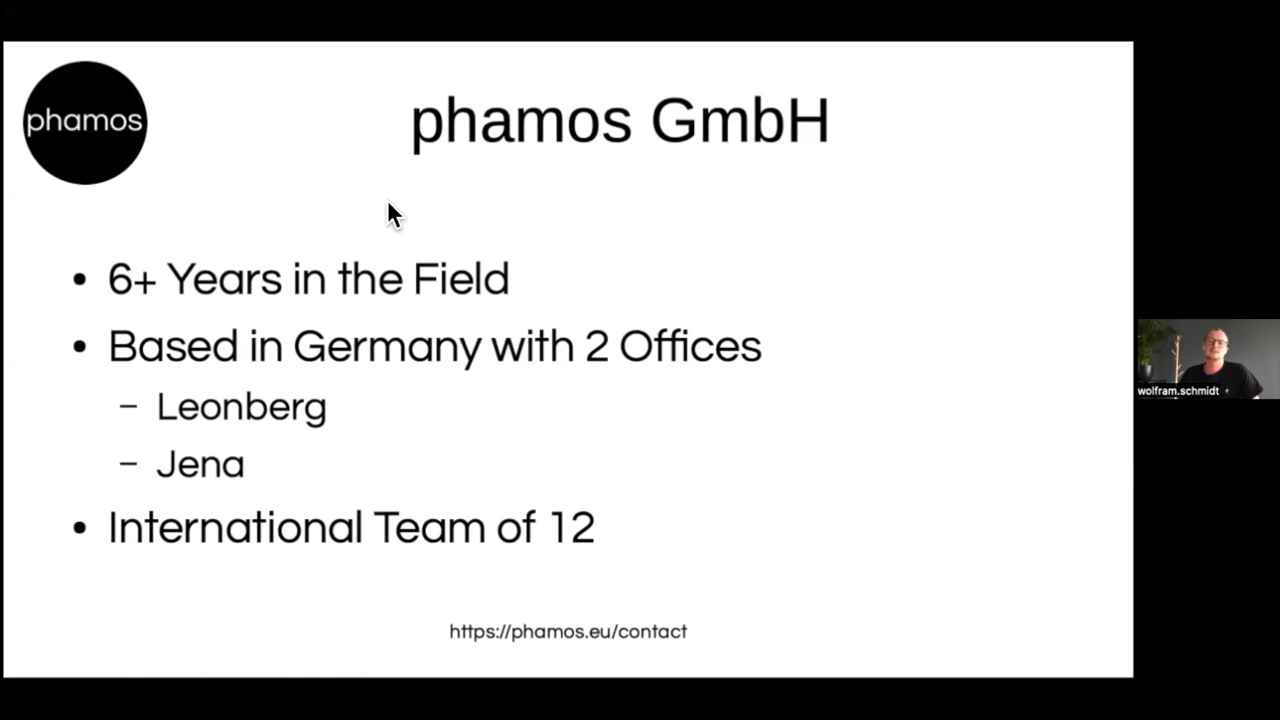 phamos
phamos GmbH
• 6+ Years in the Field
• Based in Germany with 2 Offices
– Leonberg
– Jena
• International Team of 12
https://phamos.eu/contact
wolfram.schmidt